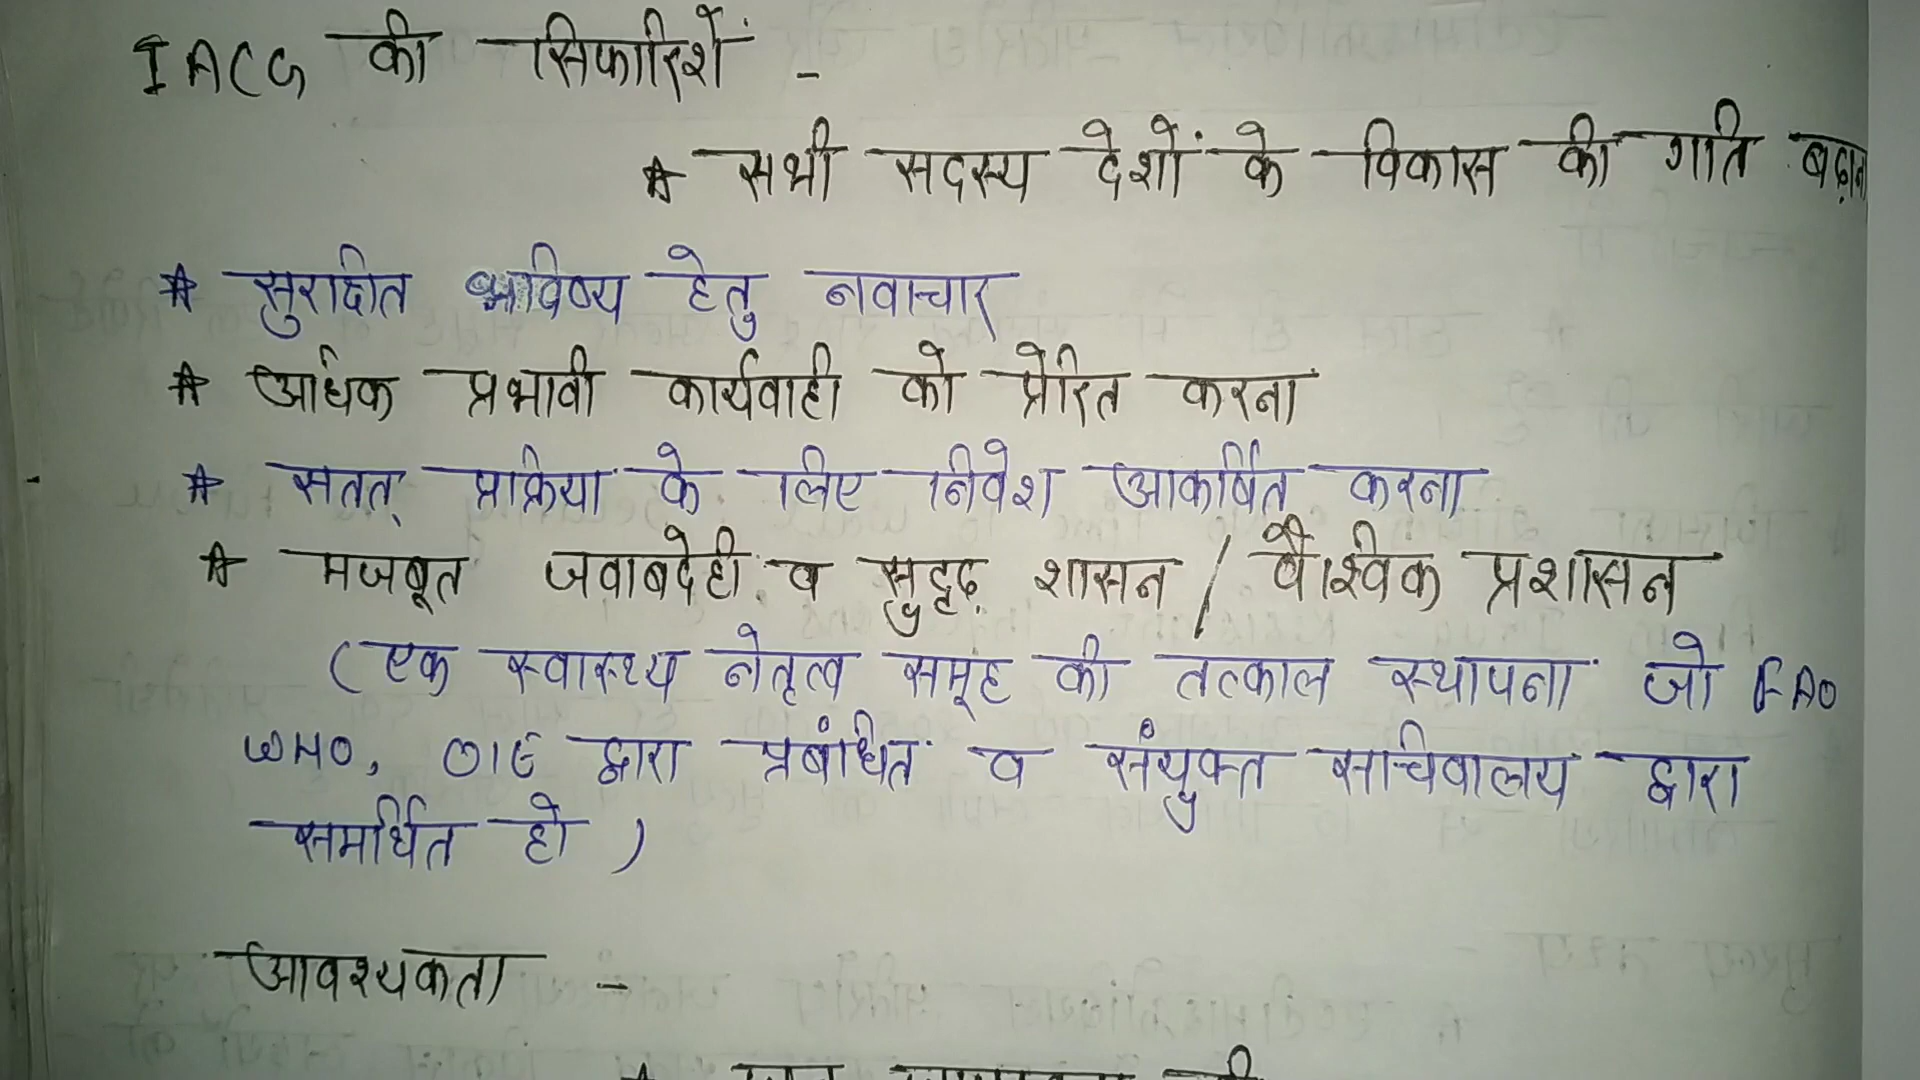 IACG की सिफारिशें -
* सभी सदस्य देशों के विकास की गति बढ़ाना
* सुरक्षित भविष्य हेतु नवाचार
* अधिक प्रभावी कार्यवाही को प्रेरित करना
* सतत् प्रक्रिया के लिए निवेश आकर्षित करना
* मजबूत जवाबदेही व सुदृढ़ शासन / वैश्विक प्रशासन
(एक स्वास्थ्य नेतृत्व समूह की तत्काल स्थापना जो FAO
WHO, OIE द्वारा प्रबंधित व संयुक्त सचिवालय द्वारा
समर्थित हो)
आवश्यकता -